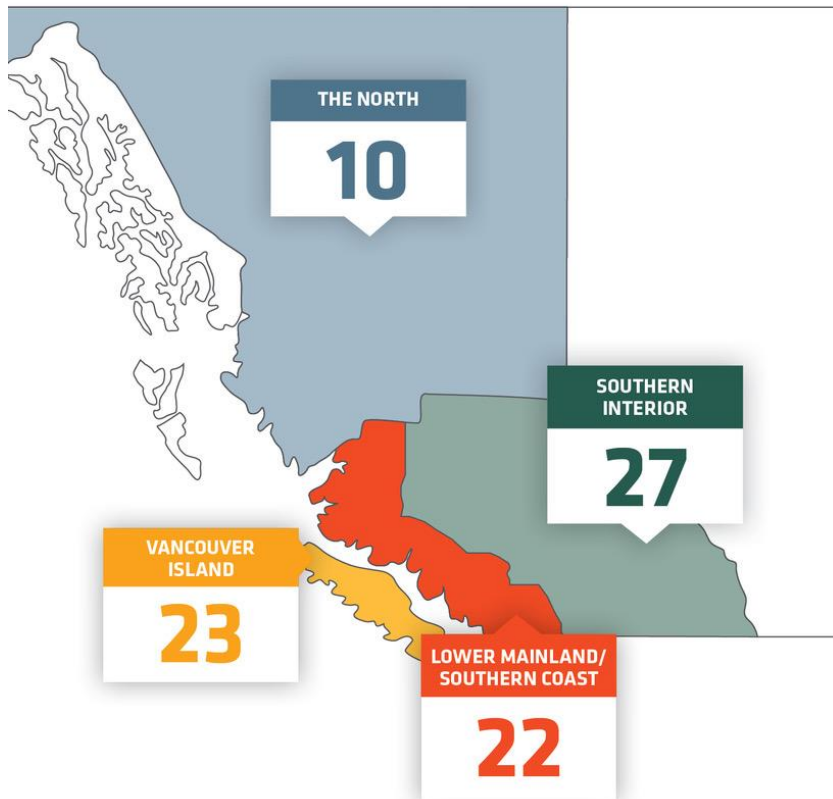 THE NORTH
10
SOUTHERN
INTERIOR
27
VANCOUVER
ISLAND
23
LOWER MAINLAND/
SOUTHERN COAST
22